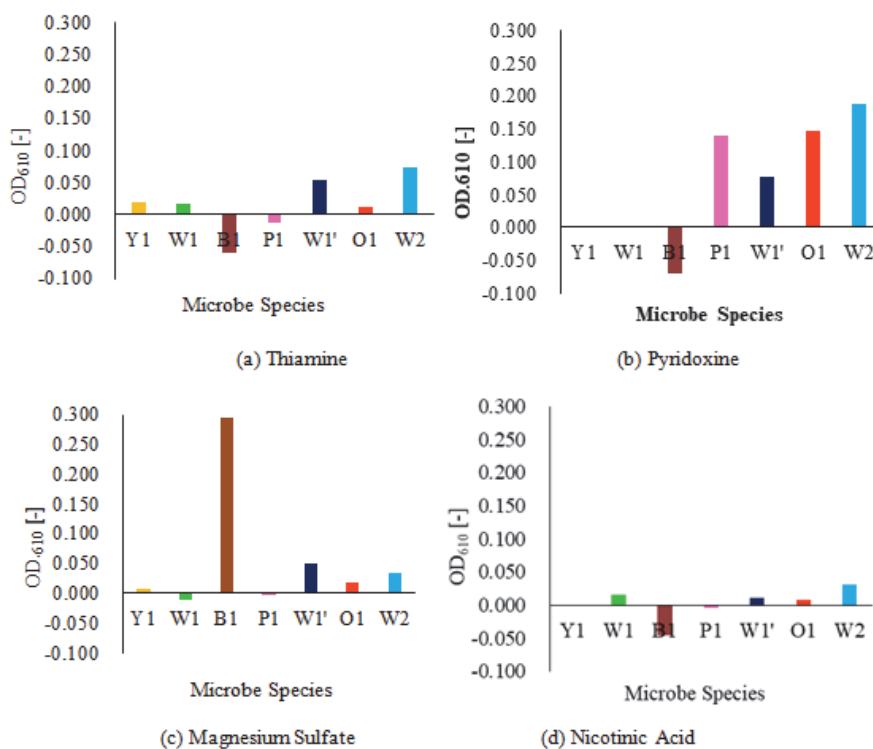 0.300
0.250
0.200
0.150
0.100
0.050
0.000
-0.050
-0.100
OD610 [-]
Y1 W1 B1 P1 W1' O1 W2
Microbe Species
(a) Thiamine
0.300
0.250
0.200
0.150
0.100
0.050
0.000
-0.050
-0.100
OD.610 [-]
Y1 W1 B1 P1 W1' O1 W2
Microbe Species
(b) Pyridoxine
0.300
0.250
0.200
0.150
0.100
0.050
0.000
-0.050
-0.100
OD.610 [-]
Y1 W1 B1 P1 W1' O1 W2
Microbe Species
(c) Magnesium Sulfate
0.300
0.250
0.200
0.150
0.100
0.050
0.000
-0.050
-0.100
OD610 [-]
Y1 W1 B1 P1 W1' O1 W2
Microbe Species
(d) Nicotinic Acid